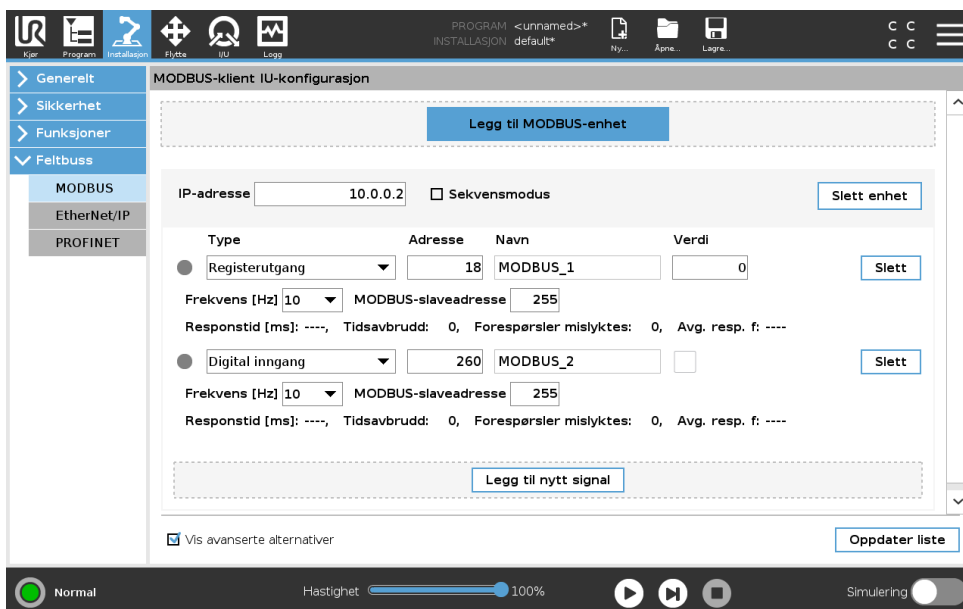 UR
PROGRAM <unnamed>*
INSTALLASJON default*
Kjør Program Installasjon Flytte I/U Logg Ny... Åpne... Lagre...
C C
C C
Generelt
Sikkerhet
Funksjoner
Feltbuss
MODBUS
EtherNet/IP
PROFINET
MODBUS-klient IU-konfigurasjon
Legg til MODBUS-enhet
IP-adresse 10.0.0.2 Sekvensmodus Slett enhet
Type Adresse Navn Verdi
Registerutgang 18 MODBUS_1 0 Slett
Frekvens [Hz] 10 MODBUS-slaveadresse 255
Responstid [ms]: ----, Tidsavbrudd: 0, Forespørsler mislyktes: 0, Avg. resp. f: ----
Digital inngang 260 MODBUS_2 Slett
Frekvens [Hz] 10 MODBUS-slaveadresse 255
Responstid [ms]: ----, Tidsavbrudd: 0, Forespørsler mislyktes: 0, Avg. resp. f: ----
Legg til nytt signal
Vis avanserte alternativer Oppdater liste
Normal Hastighet 100% Simulering